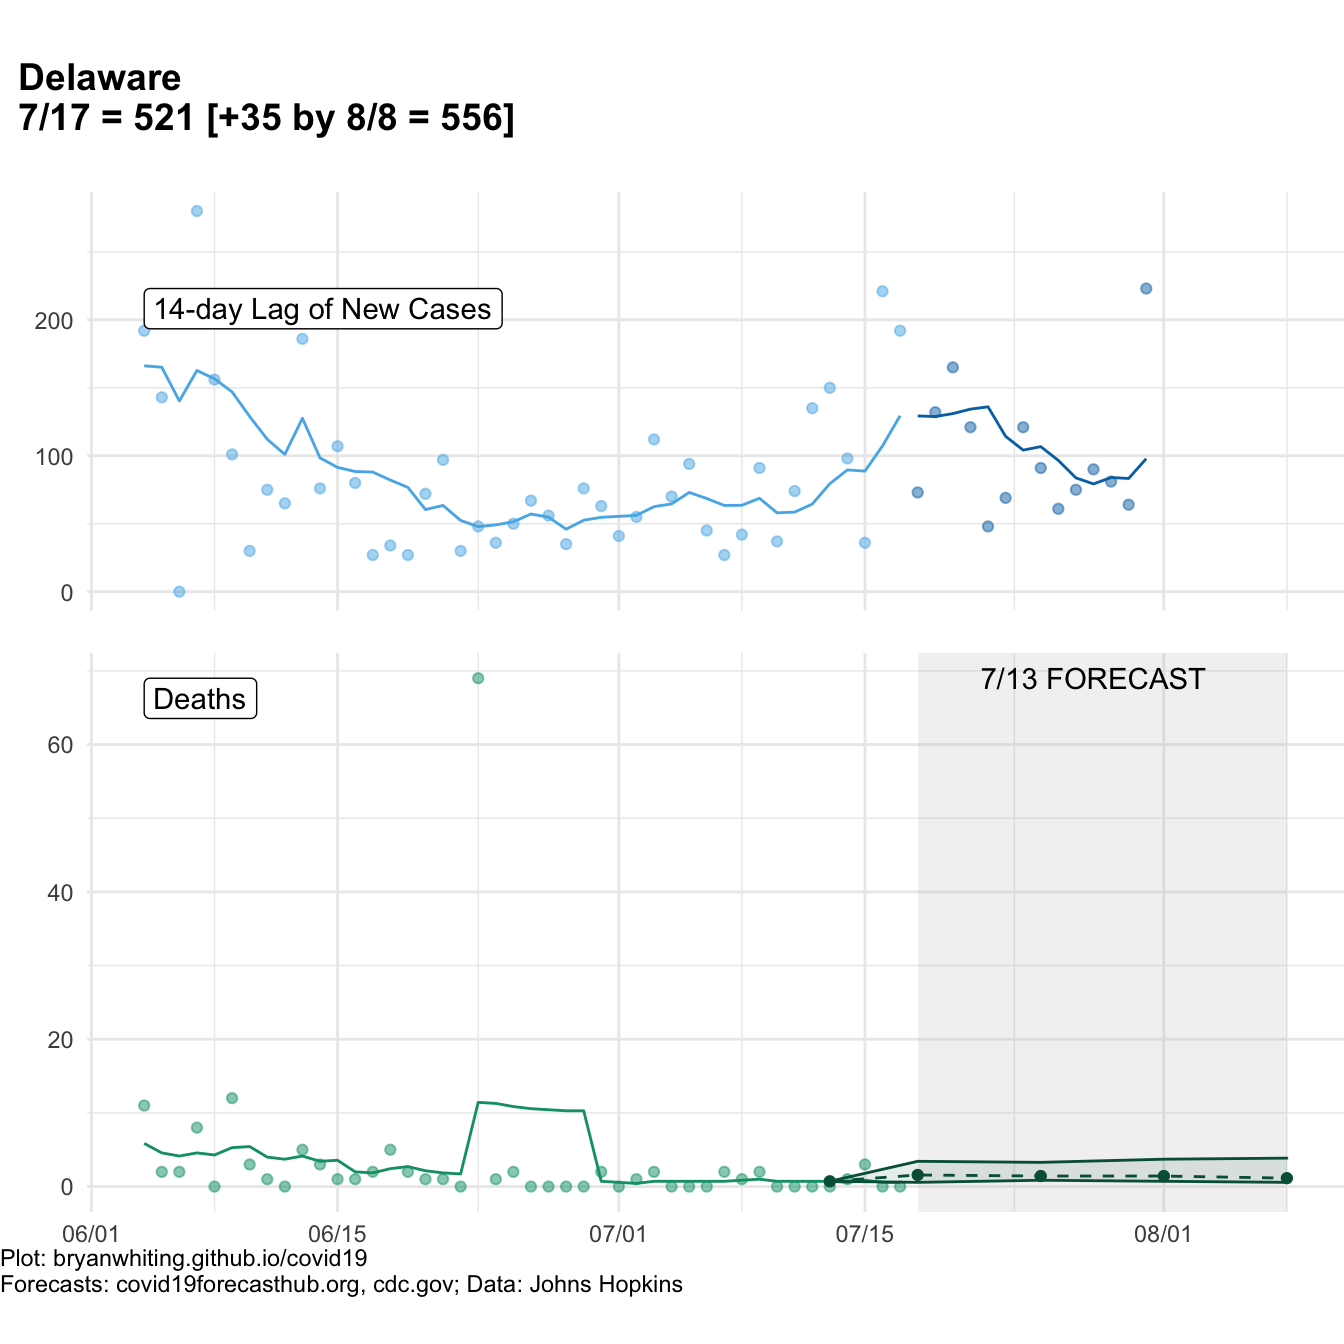 Delaware
7/17 = 521 [+35 by 8/8 = 556]
14-day Lag of New Cases
200
100
0
7/13 FORECAST
Deaths
60
40
20
0
06/01 06/15 07/01 07/15 08/01
Plot: bryanwhiting.github.io/covid19
Forecasts: covid19forecasthub.org, cdc.gov; Data: Johns Hopkins